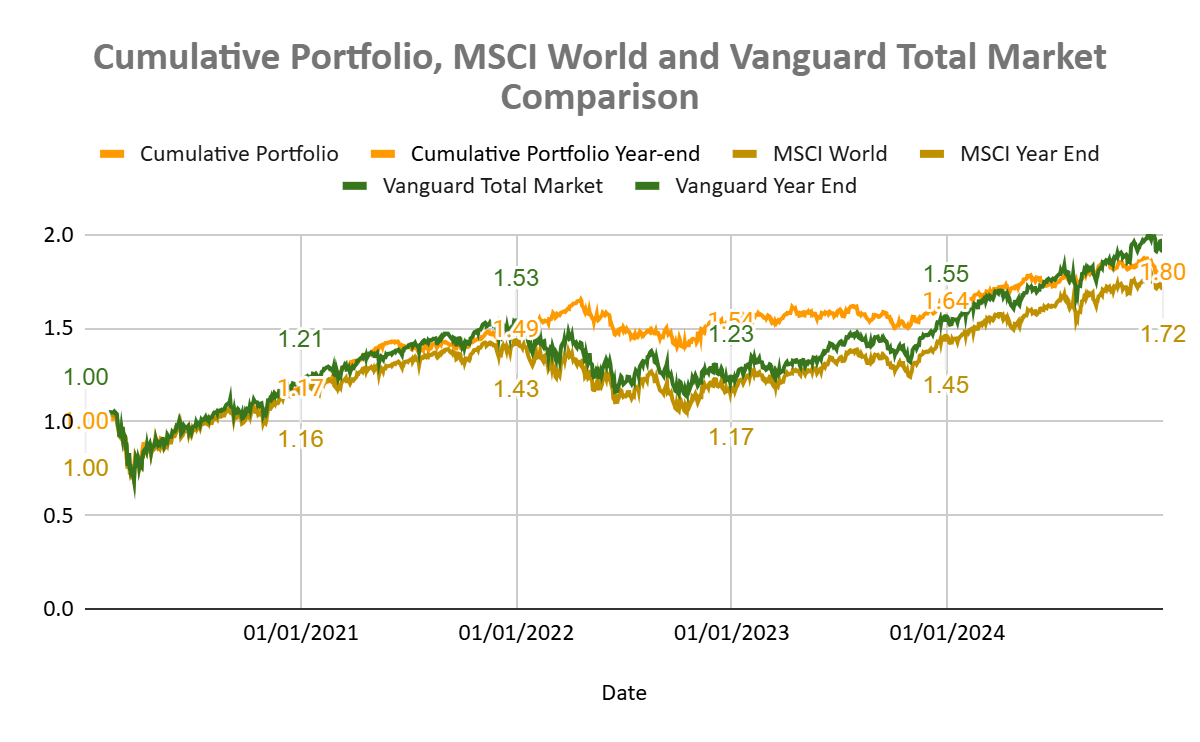 Cumulative Portfolio, MSCI World and Vanguard Total Market
Comparison
Cumulative Portfolio
Cumulative Portfolio Year-end
MSCI World
MSCI Year End
Vanguard Total Market
Vanguard Year End
2.0
1.5
1.0
0.5
0.0
1.00
1.00
1.00
1.21
1.17
1.16
1.53
1.49
1.43
1.54
1.23
1.17
1.55
1.64
1.45
1.80
1.72
01/01/2021
01/01/2022
01/01/2023
01/01/2024
Date